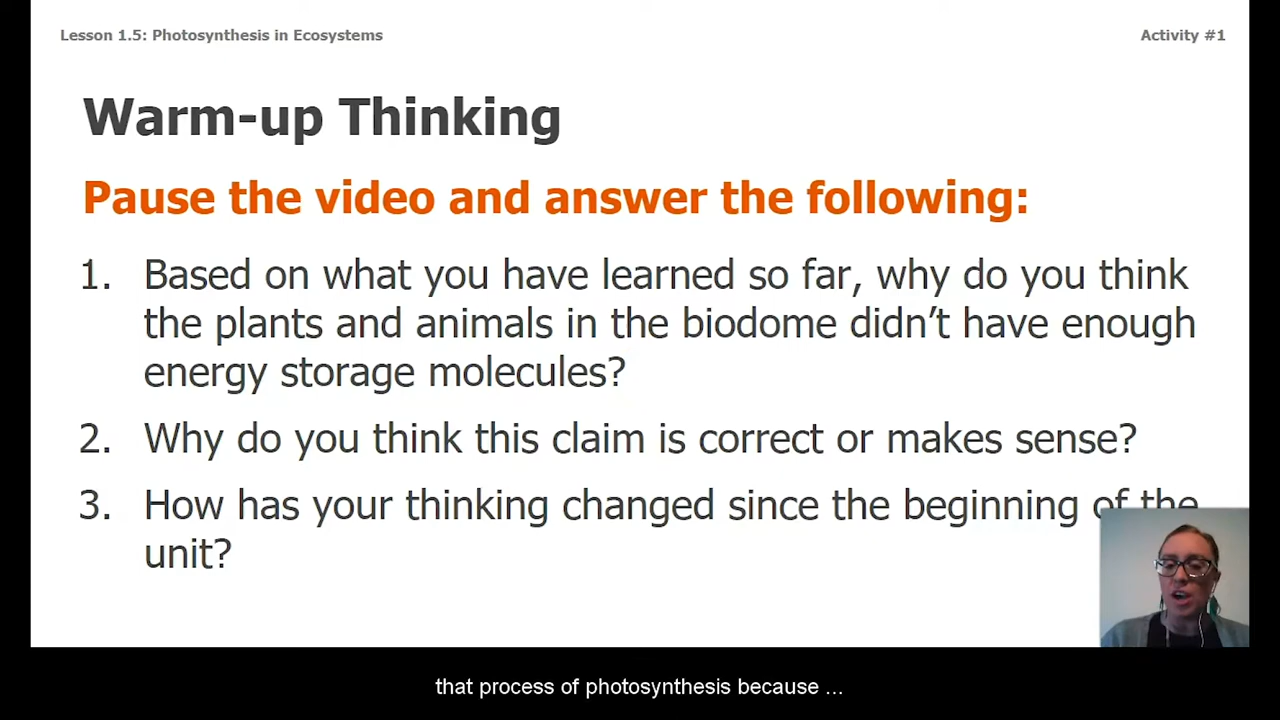 Lesson 1.5: Photosynthesis in Ecosystems
Activity #1
Warm-up Thinking
Pause the video and answer the following:
1. Based on what you have learned so far, why do you think
the plants and animals in the biodome didn’t have enough
energy storage molecules?
2. Why do you think this claim is correct or makes sense?
3. How has your thinking changed since the beginning of the
unit?
that process of photosynthesis because ...